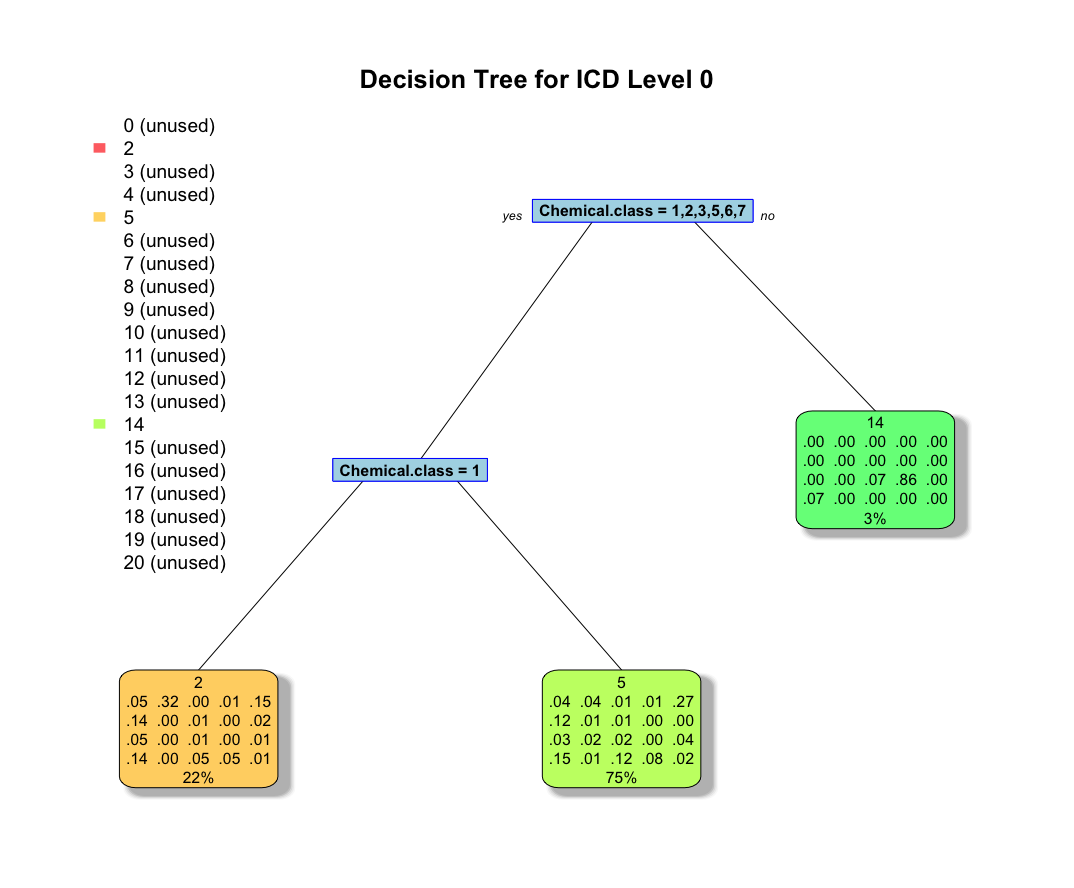 Decision Tree for ICD Level 0
0 (unused)
2
3 (unused)
4 (unused)
5
6 (unused)
7 (unused)
8 (unused)
9 (unused)
10 (unused)
11 (unused)
12 (unused)
13 (unused)
14
15 (unused)
16 (unused)
17 (unused)
18 (unused)
19 (unused)
20 (unused)
yes Chemical.class = 1,2,3,5,6,7 no
Chemical.class = 1
14
.00 .00 .00 .00 .00
.00 .00 .00 .00 .00
.00 .00 .07 .86 .00
.07 .00 .00 .00 .00
3%
2
.05 .32 .00 .01 .15
.14 .00 .01 .00 .02
.05 .00 .01 .00 .01
.14 .00 .05 .05 .01
22%
5
.04 .04 .01 .01 .27
.12 .01 .01 .00 .00
.03 .02 .02 .00 .04
.15 .01 .12 .08 .02
75%